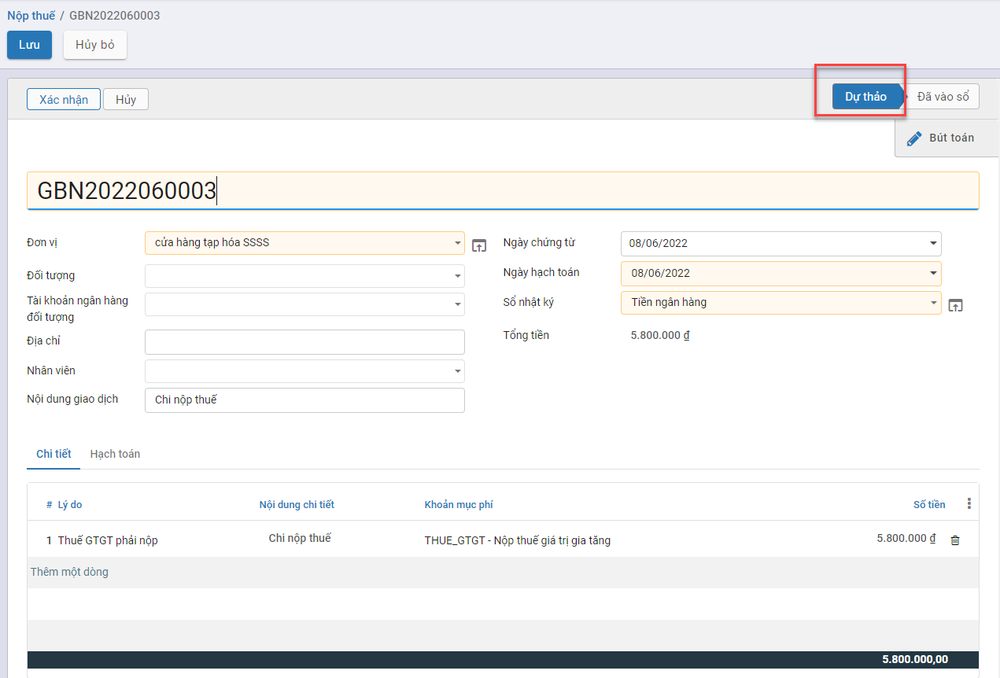 Nộp thuế / GBN2022060003
Lưu Hủy bỏ
Xác nhận Hủy Dự thảo Đã vào sổ
Bút toán
GBN2022060003
Đơn vị cửa hàng tạp hóa SSSS Ngày chứng từ 08/06/2022
Đối tượng Ngày hạch toán 08/06/2022
Tài khoản ngân hàng
đối tượng Sổ nhật ký Tiền ngân hàng
Địa chỉ Tổng tiền 5.800.000 ₫
Nhân viên
Nội dung giao dịch Chi nộp thuế
Chi tiết Hạch toán
# Lý do Nội dung chi tiết Khoản mục phí Số tiền
1 Thuế GTGT phải nộp Chi nộp thuế THUE_GTGT - Nộp thuế giá trị gia tăng 5.800.000 ₫
Thêm một dòng
5.800.000,00